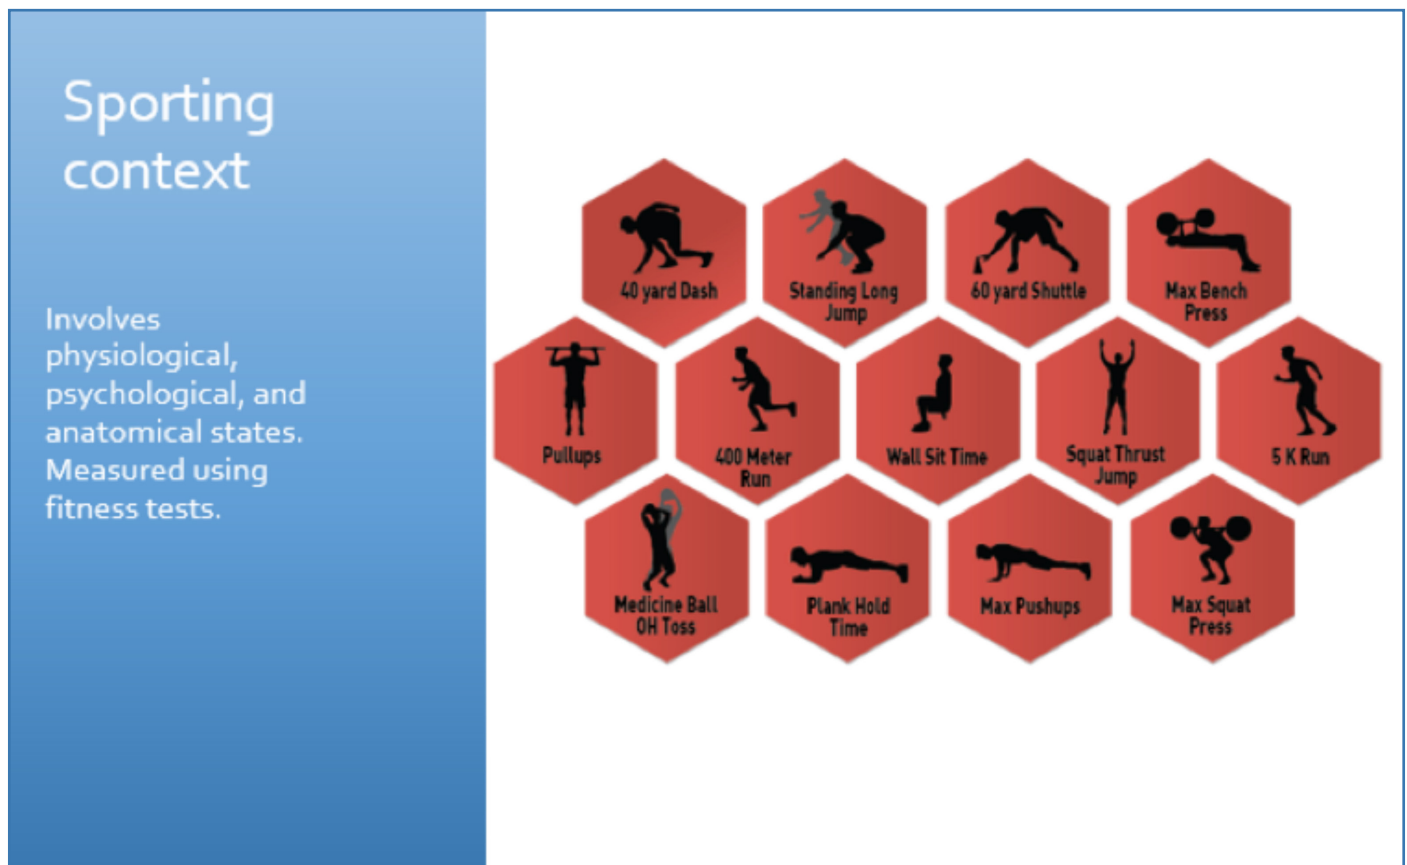 Sporting
context
Involves
physiological,
psychological, and
anatomical states.
Measured using
fitness tests.
40 yard Dash
Standing Long
Jump
60 yard Shuttle
Max Bench
Press
Pullups
400 Meter
Run
Wall Sit Time
Squat Thrust
Jump
5 K Run
Medicine Ball
OH Toss
Plank Hold
Time
Max Pushups
Max Squat
Press